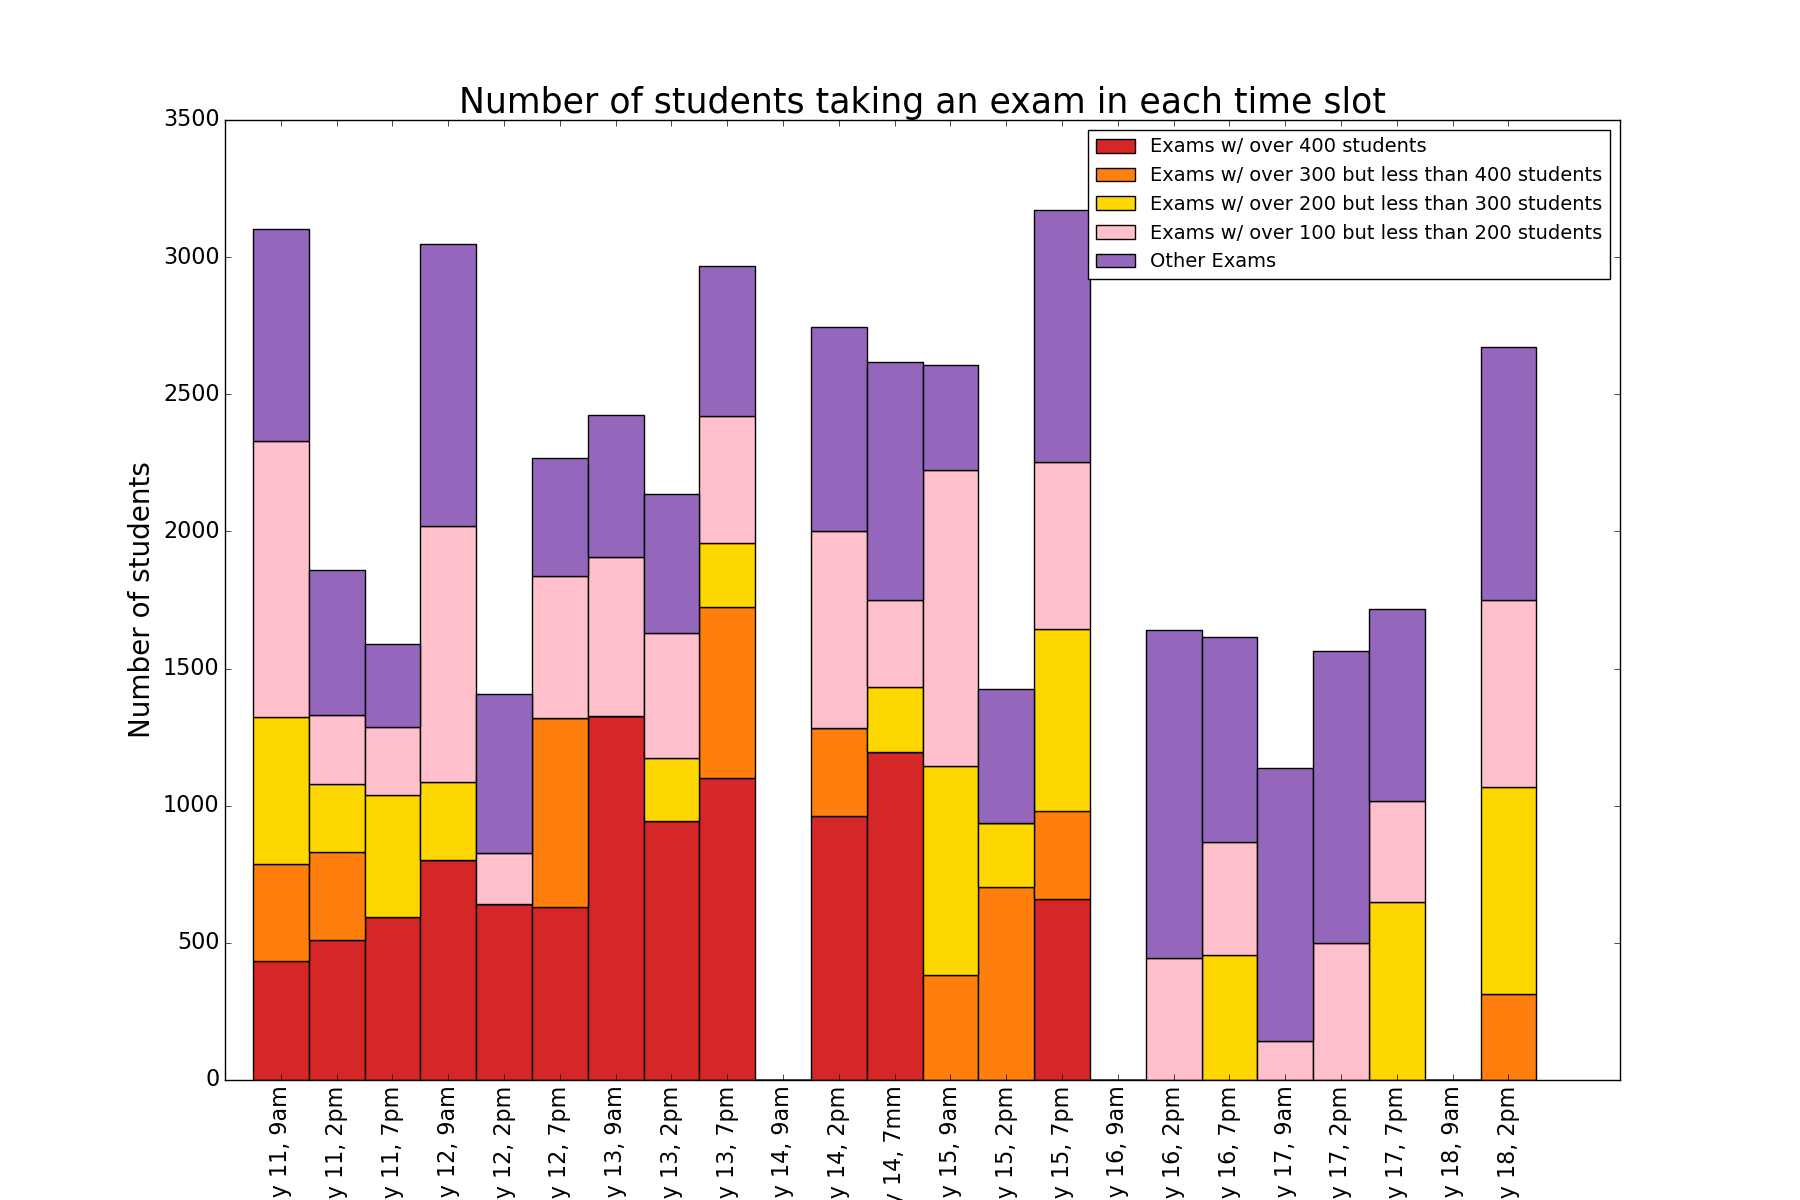 Number of students taking an exam in each time slot
Exams w/ over 400 students
Exams w/ over 300 but less than 400 students
Exams w/ over 200 but less than 300 students
Exams w/ over 100 but less than 200 students
Other Exams
Number of students
3500
3000
2500
2000
1500
1000
500
0
y 11, 9am
y 11, 2pm
y 11, 7pm
y 12, 9am
y 12, 2pm
y 12, 7pm
y 13, 9am
y 13, 2pm
y 13, 7pm
y 14, 9am
y 14, 2pm
y 14, 7mm
y 15, 9am
y 15, 2pm
y 15, 7pm
y 16, 9am
y 16, 2pm
y 16, 7pm
y 17, 9am
y 17, 2pm
y 17, 7pm
y 18, 9am
y 18, 2pm